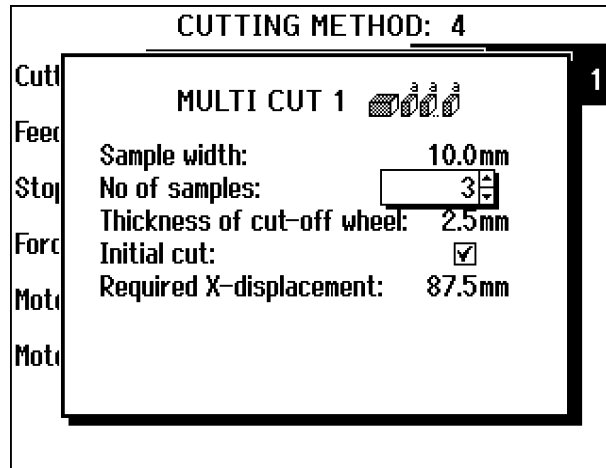 CUTTING METHOD: 4
1
MULTI CUT 1
Sample width: 10.0mm
No of samples: 3
Thickness of cut-off wheel: 2.5mm
Initial cut:
Required X-displacement: 87.5mm